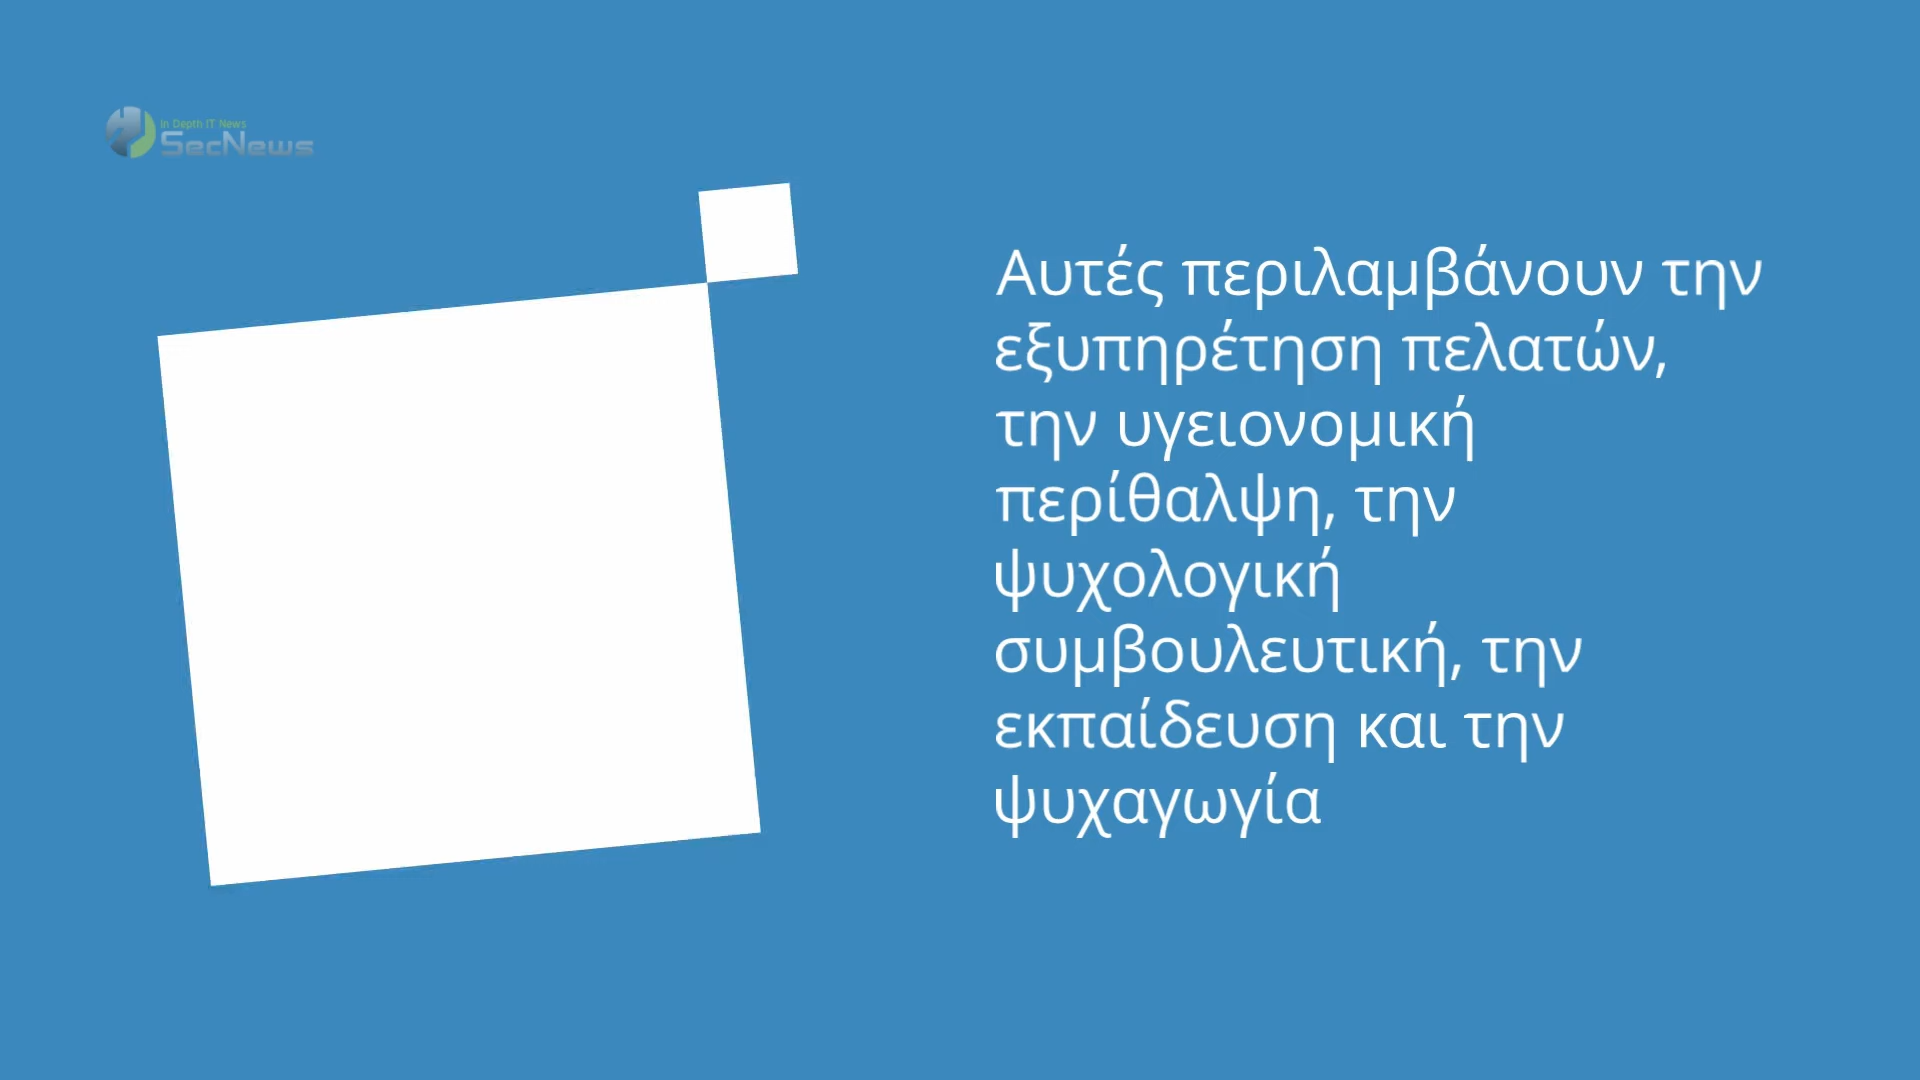 In Depth IT News
SecNews
Αυτές περιλαμβάνουν την
εξυπηρέτηση πελατών,
την υγειονομική
περίθαλψη, την
ψυχολογική
συμβουλευτική, την
εκπαίδευση και την
ψυχαγωγία